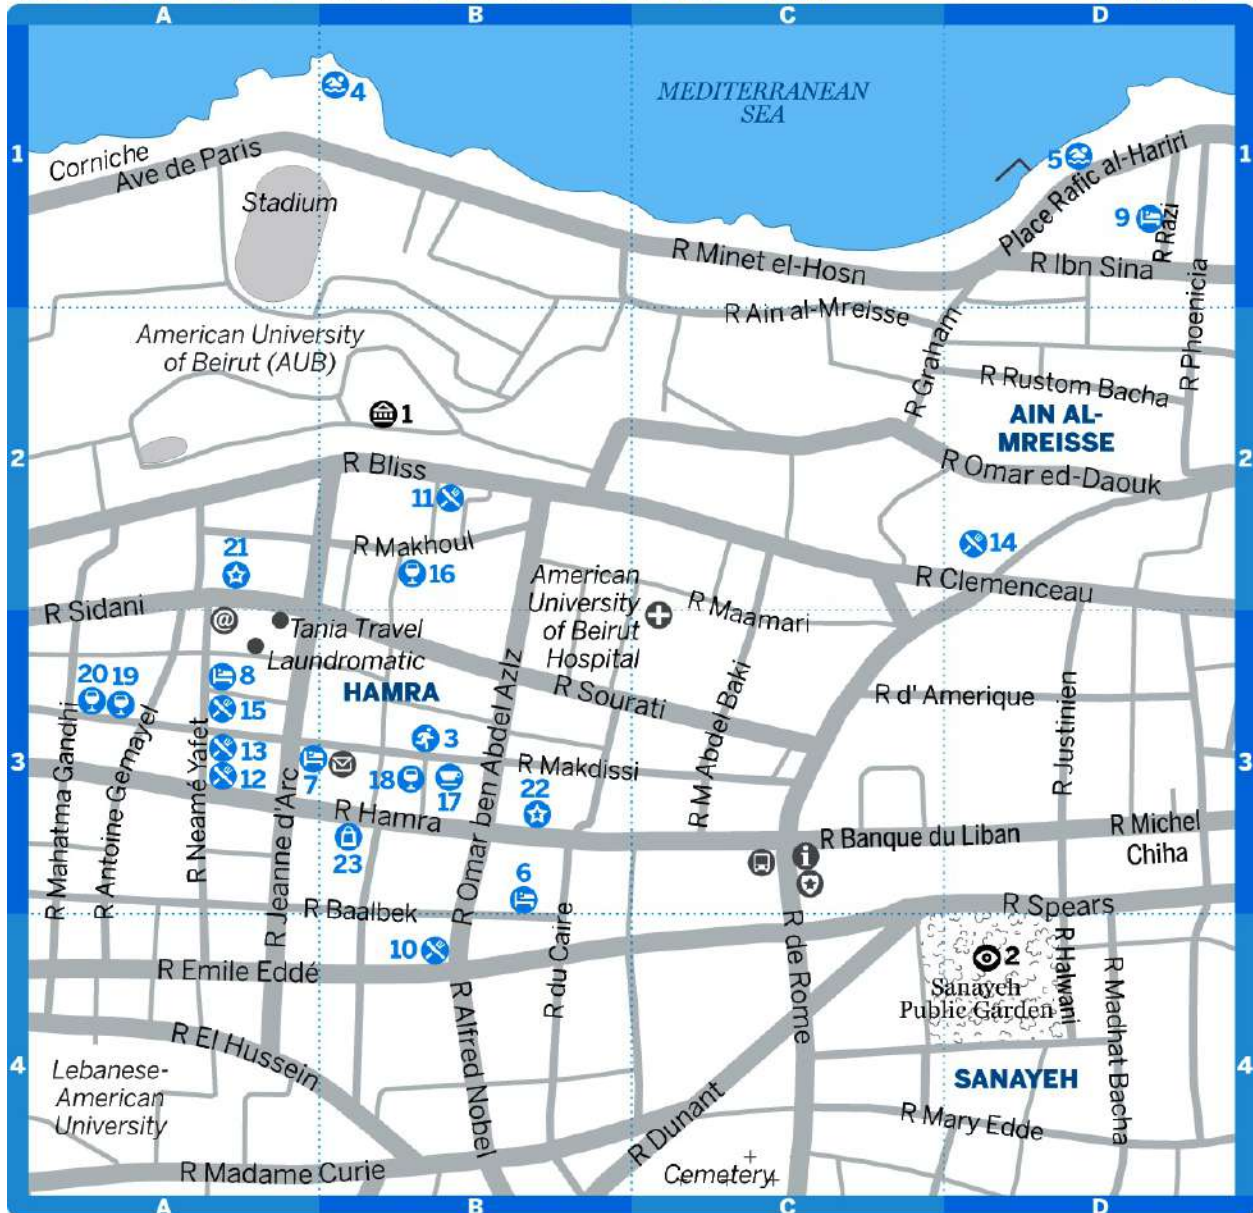 A
B
C
D
MEDITERRANEAN
SEA
4
1
1
Corniche
Ave de Paris
5
Place Rafic al-Hariri
Stadium
9
R Razi
R Minet el-Hosn
R Ibn Sina
R Phoenicia
R Ain al-Mreisse
American University
of Beirut (AUB)
R Graham
R Rustom Bacha
1
AIN AL-
MREISSE
2
2
R Bliss
R Omar ed-Daouk
11
14
R Makhoul
21
16
American
University
of Beirut
Hospital
R Clemenceau
R Sidani
@
Tania Travel
R Maamari
Laundromatic
20
19
8
HAMRA
R Sourati
R d' Amerique
15
R M Abdel Baki
R Justinien
R Omar ben Abdel AzIz
3
3
3
13
12
7
18
17
R Makdissi
22
R Mahatma Gandhi
R Antoine Gemayel
R Neamé Yafet
R Jeanne d'Arc
R Hamra
23
R Banque du Liban
R Michel
Chiha
i
6
R Baalbek
R Spears
10
R du Caire
R de Rome
2
Sanayeh
Public Garden
R Halwani
R Madhat Bacha
R Emile Eddé
R El Hussein
R Alfred Nobel
4
4
Lebanese-
American
University
SANAYEH
R Dunant
R Mary Edde
R Madame Curie
Cemetery
A
B
C
D